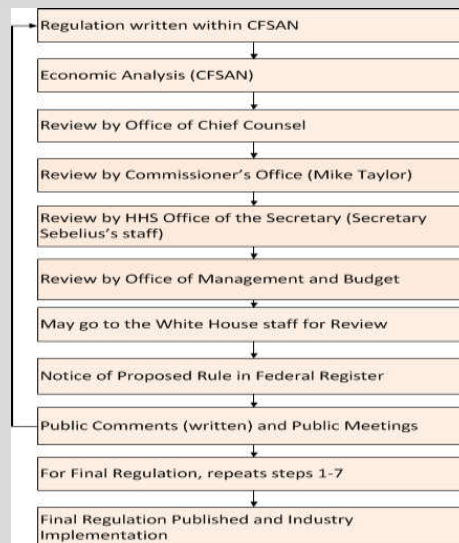 Regulation written within CFSAN
Economic Analysis (CFSAN)
Review by Office of Chief Counsel
Review by Commissioner's Office (Mike Taylor)
Review by HHS Office of the Secretary (Secretary
Sebelius's staff)
Review by Office of Management and Budget
May go to the White House staff for Review
Notice of Proposed Rule in Federal Register
Public Comments (written) and Public Meetings
For Final Regulation, repeats steps 1-7
Final Regulation Published and Industry
Implementation